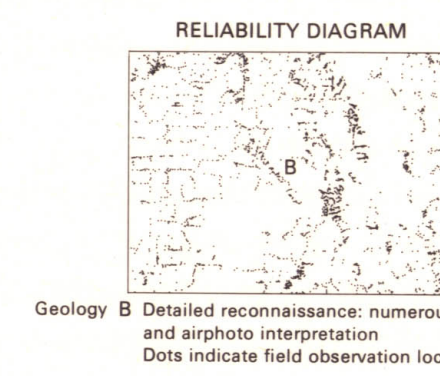 RELIABILITY DIAGRAM
B
Geology B Detailed reconnaissance: numerou
and airphoto interpretation
Dots indicate field observation loc